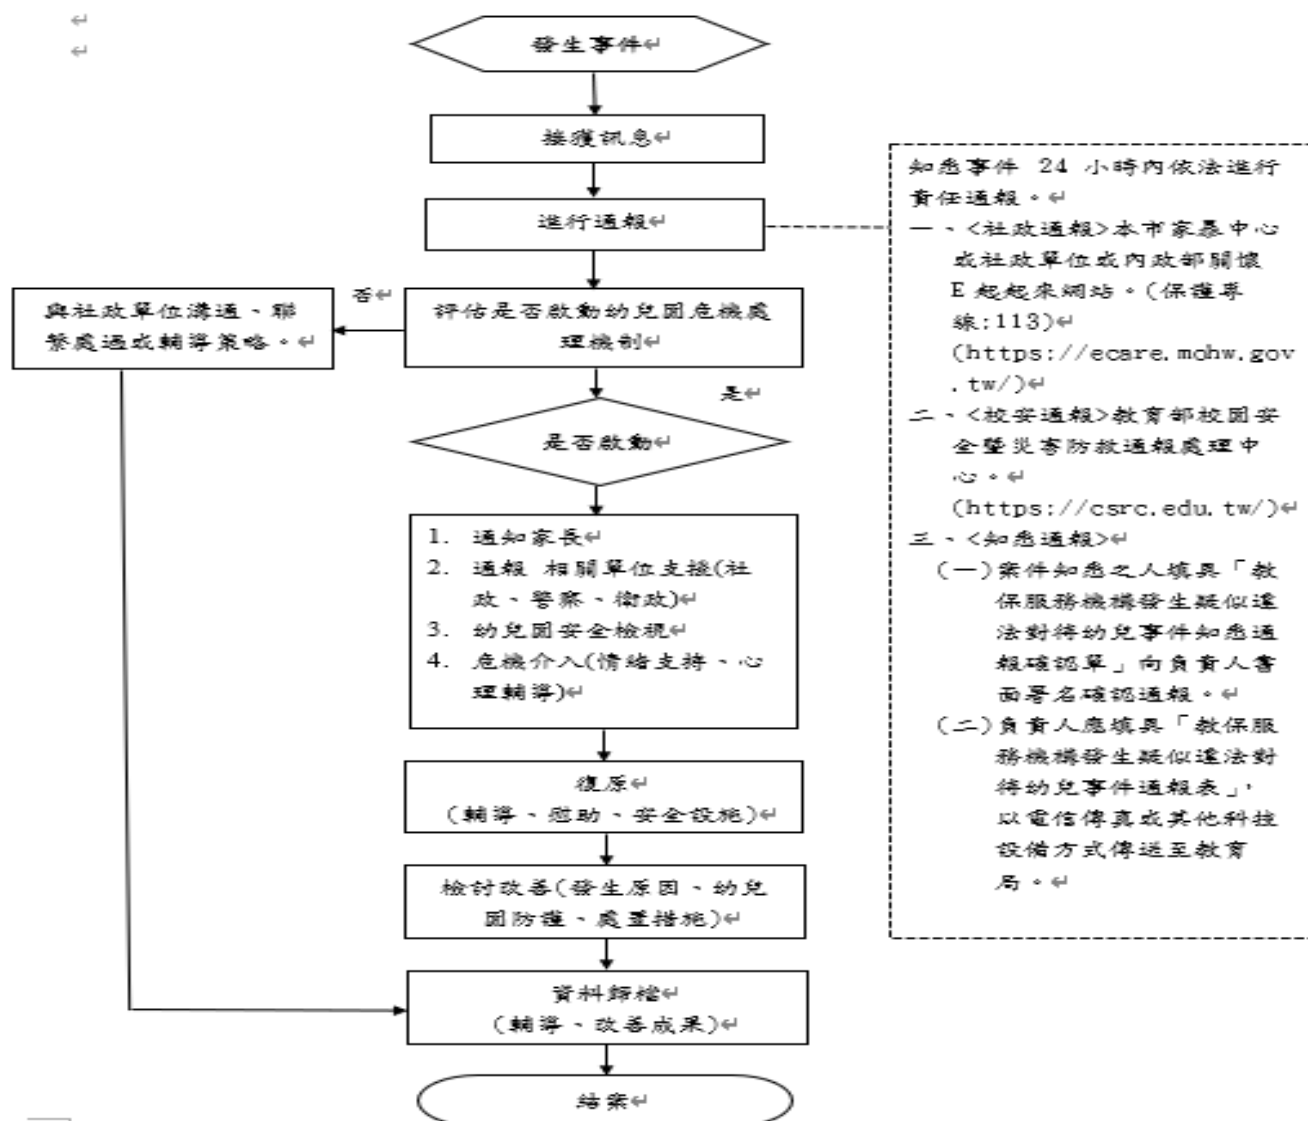 發生事件
接獲訊息
進行通報
評估是否啟動幼兒園危機處
理機制
否
與社政單位溝通、聯
繫處遇或輔導策略。
是
是否啟動
1. 通知家長
2. 通報 相關單位支援(社
政、警察、衛政)
3. 幼兒園安全檢視
4. 危機介入(情緒支持、心
理輔導)
復原
(輔導、慰助、安全設施)
檢討改善(發生原因、幼兒
園防護、處置措施)
資料歸檔
(輔導、改善成果)
結案
知悉事件 24 小時內依法進行
責任通報。
一、<社政通報>本市家暴中心
或社政單位或內政部關懷
E 起起來網站。(保護專
線:113)
(https://ecare.mohw.gov
.tw/)
二、<校安通報>教育部校園安
全暨災害防救通報處理中
心。
(https://csrc.edu.tw/)
三、<知悉通報>
(一)案件知悉之人填具「教
保服務機構發生疑似違
法對待幼兒事件知悉通
報確認單」向負責人書
面署名確認通報。
(二)負責人應填具「教保服
務機構發生疑似違法對
待幼兒事件通報表」,
以電信傳真或其他科技
設備方式傳送至教育
局。